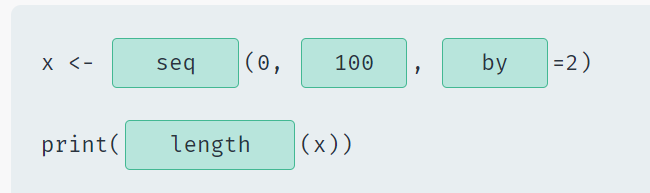 x <- seq (0, 100 , by =2)
print( length (x))